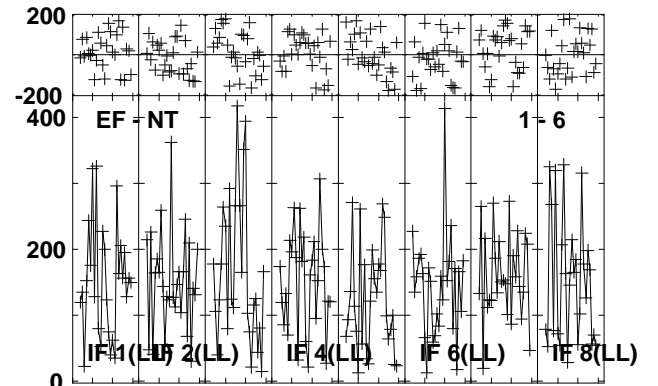 200
-200
400
EF - NT 1 - 6
200
IF 1(LL) IF 2(LL) IF 4(LL) IF 6(LL) IF 8(LL)
0